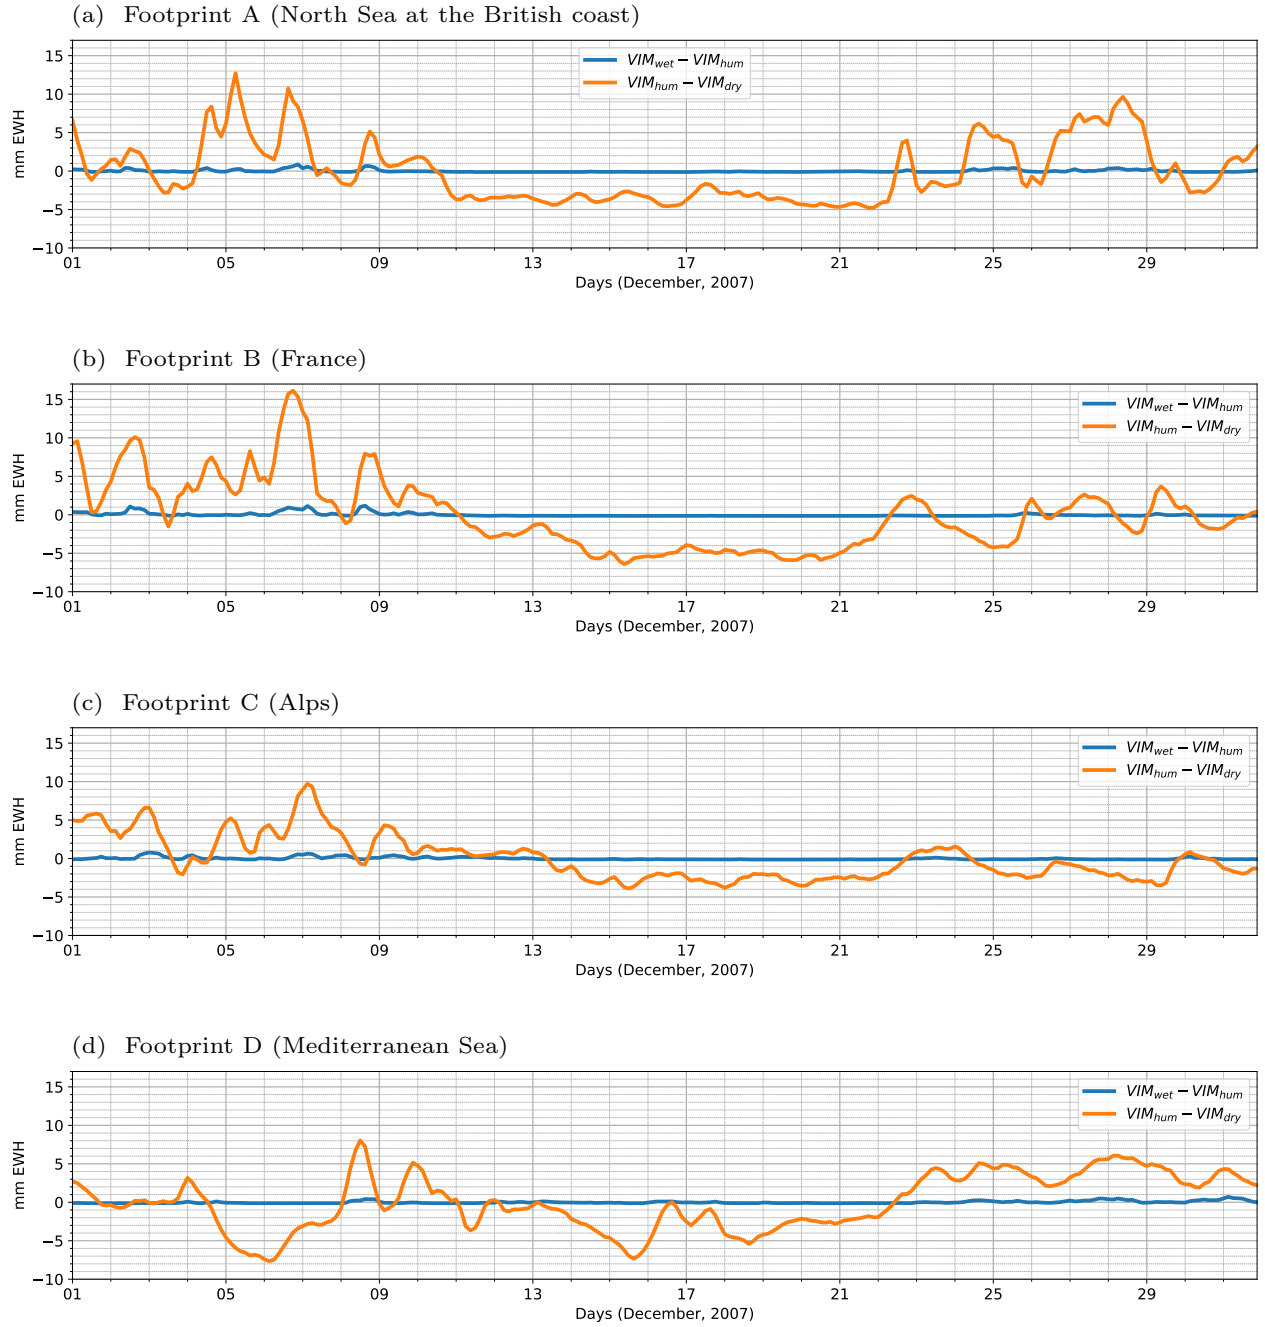 (a) Footprint A (North Sea at the British coast)
15
10
5
0
−5
−10
mm EWH
VIM_wet − VIM_hum
VIM_hum − VIM_dry
01 05 09 13 17 21 25 29
Days (December, 2007)
(b) Footprint B (France)
15
10
5
0
−5
−10
mm EWH
VIM_wet − VIM_hum
VIM_hum − VIM_dry
01 05 09 13 17 21 25 29
Days (December, 2007)
(c) Footprint C (Alps)
15
10
5
0
−5
−10
mm EWH
VIM_wet − VIM_hum
VIM_hum − VIM_dry
01 05 09 13 17 21 25 29
Days (December, 2007)
(d) Footprint D (Mediterranean Sea)
15
10
5
0
−5
−10
mm EWH
VIM_wet − VIM_hum
VIM_hum − VIM_dry
01 05 09 13 17 21 25 29
Days (December, 2007)